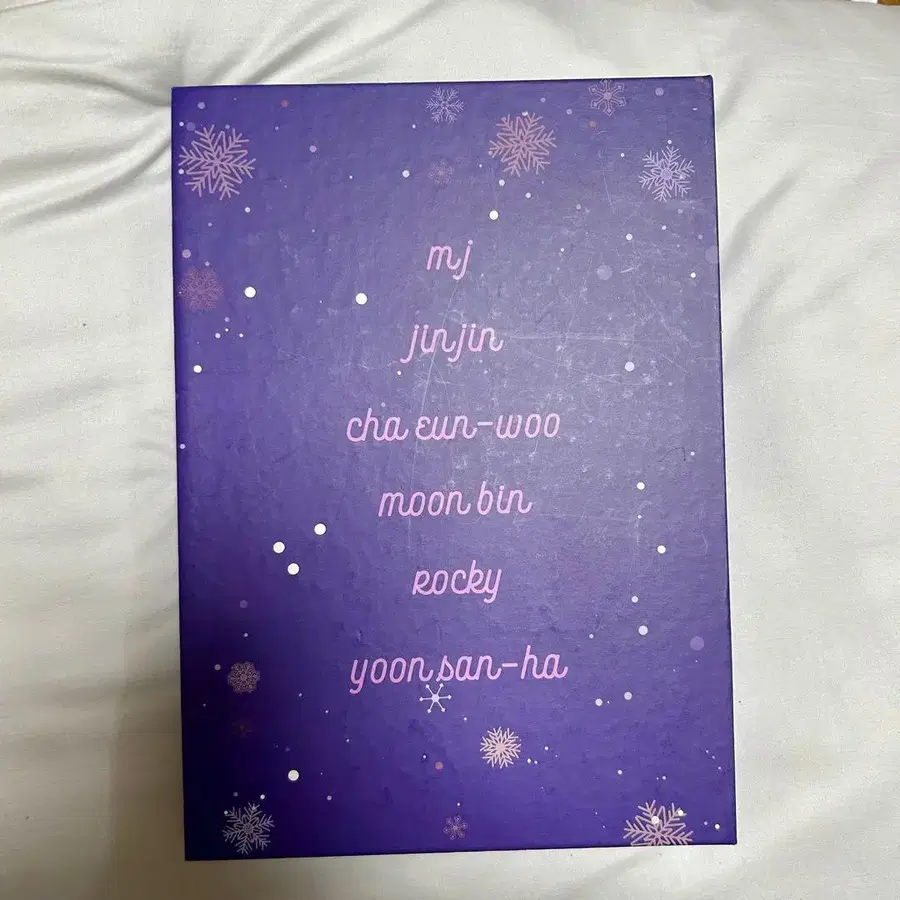 mj
jinjin
cha eun-woo
moon bin
rocky
yoon san-ha